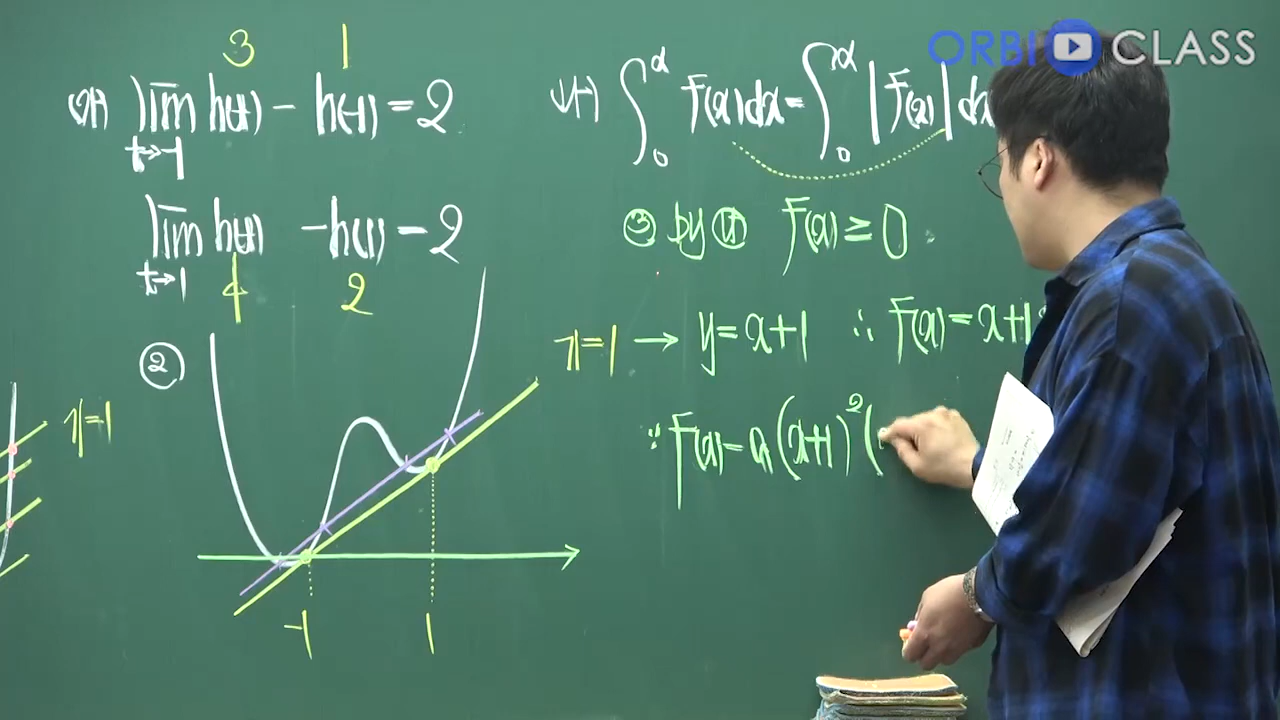 ORBI CLASS
3 1
(가) lim h(t) - h(-1) = 2
t→-1
lim h(t) - h(1) = 2
t→1
4 2
②
n=1
-1 1
(나) ∫₀^α f(x)dx = ∫₀^α |f(x)| dx
③ by (나) f(x) ≥ 0
n=1 → y=x+1 ∴ f(x)=x+1
∵ f(x)=a(x+1)²(